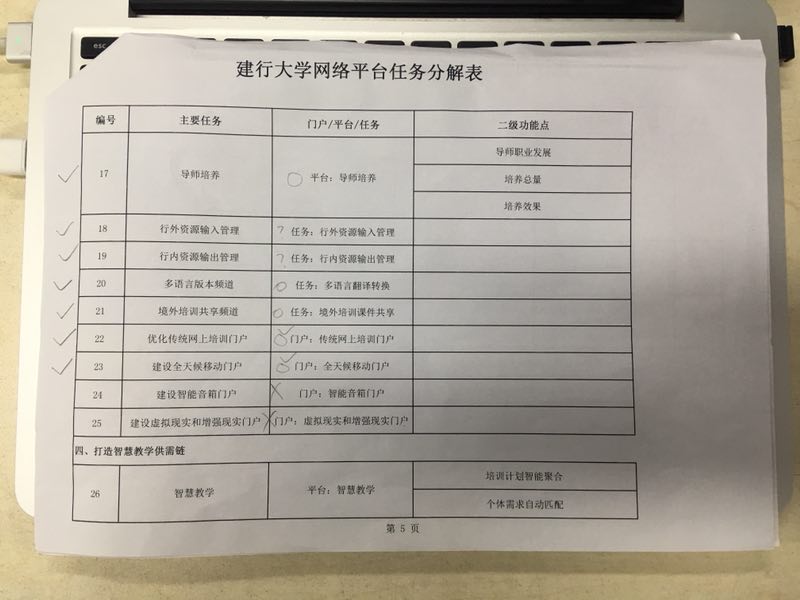 esc
建行大学网络平台任务分解表
编号 主要任务 门户/平台/任务 二级功能点
17 导师培养 平台：导师培养 导师职业发展
培养总量
培养效果
18 行外资源输入管理 ? 任务：行外资源输入管理
19 行内资源输出管理 ? 任务：行内资源输出管理
20 多语言版本频道 任务：多语言翻译转换
21 境外培训共享频道 任务：境外培训课件共享
22 优化传统网上培训门户 门户：传统网上培训门户
23 建设全天候移动门户 门户：全天候移动门户
24 建设智能音箱门户 门户：智能音箱门户
25 建设虚拟现实和增强现实门户 门户：虚拟现实和增强现实门户
四、打造智慧教学供需链
26 智慧教学 平台：智慧教学 培训计划智能聚合
个体需求自动匹配
第 5 页